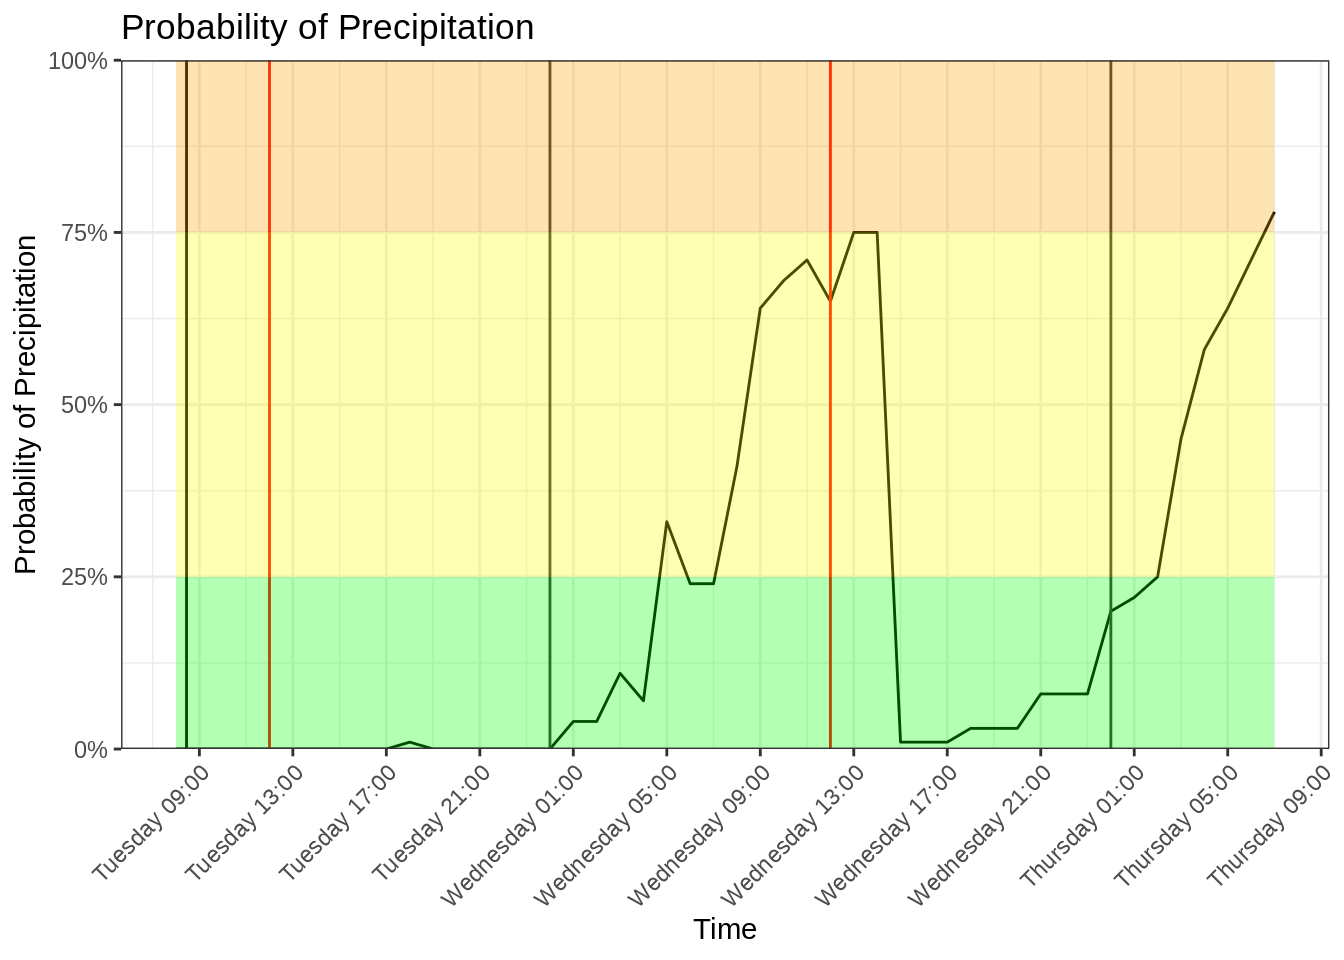 Probability of Precipitation
Probability of Precipitation
100%
75%
50%
25%
0%
Tuesday 09:00
Tuesday 13:00
Tuesday 17:00
Tuesday 21:00
Wednesday 01:00
Wednesday 05:00
Wednesday 09:00
Wednesday 13:00
Wednesday 17:00
Wednesday 21:00
Thursday 01:00
Thursday 05:00
Thursday 09:00
Time